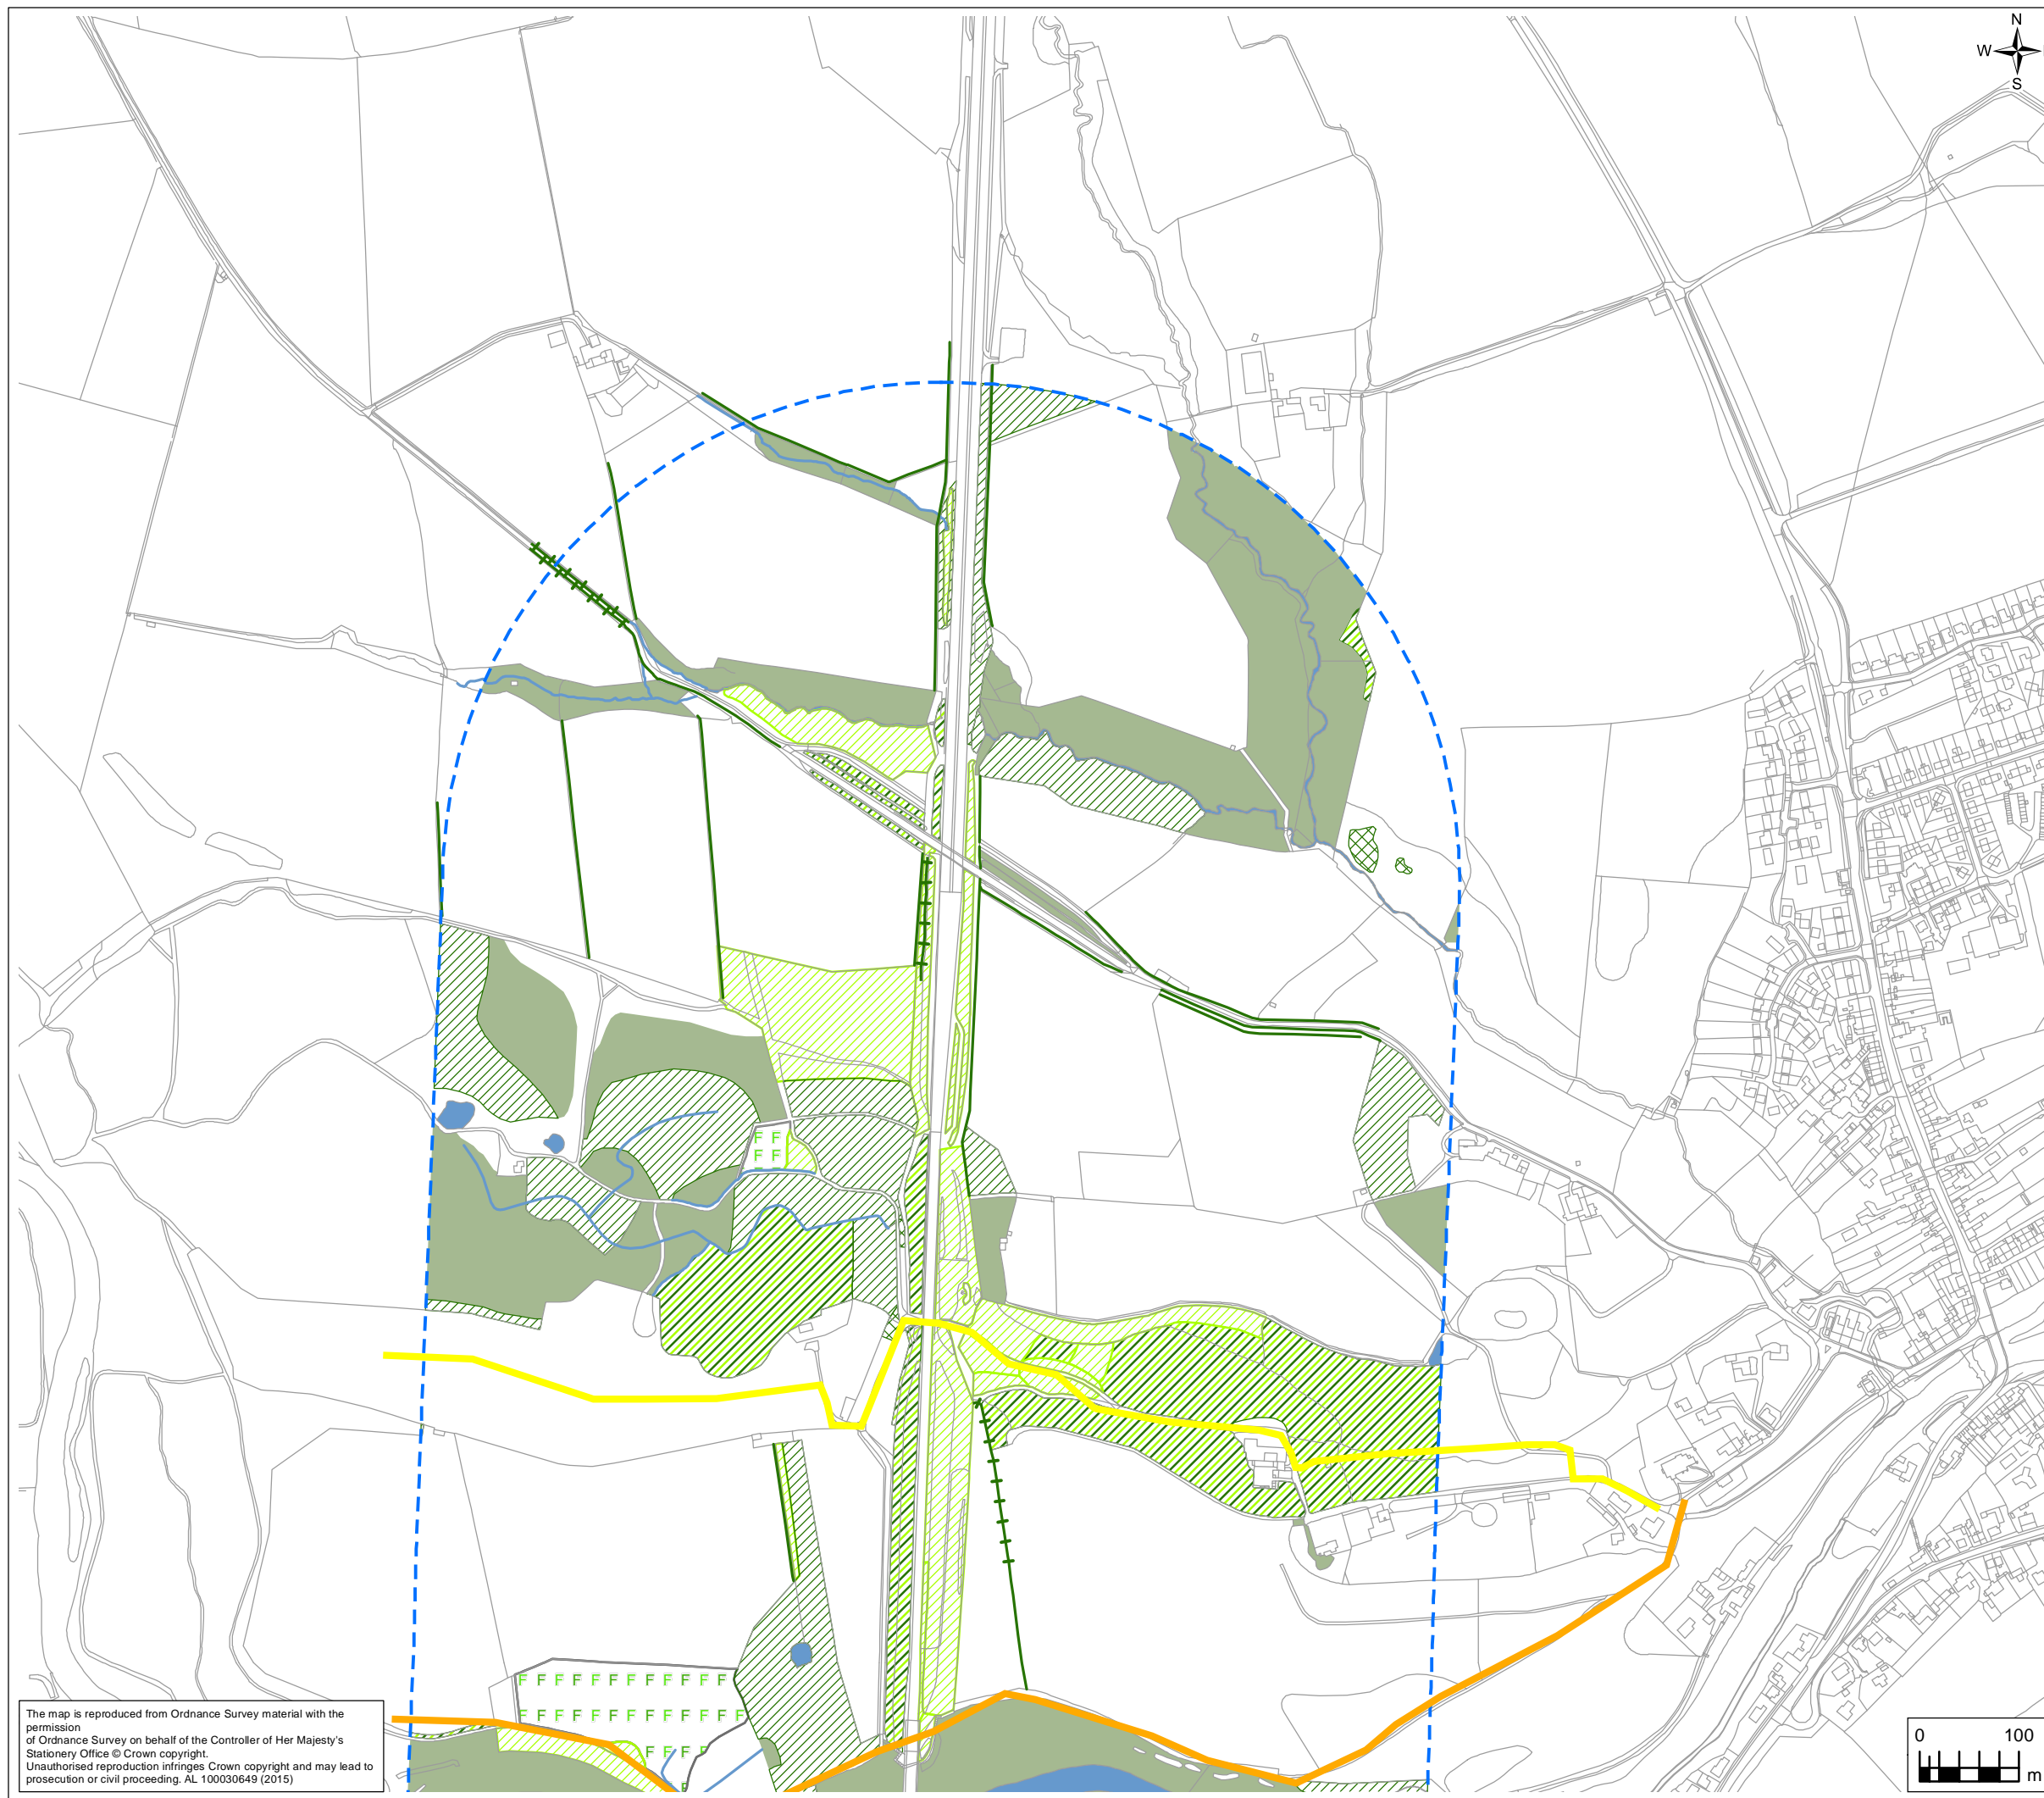 N
W
S
F F
F F
F F F F F F F F F F F F
F F F F F F F F F F F F F
F F F F
F
The map is reproduced from Ordnance Survey material with the
permission
of Ordnance Survey on behalf of the Controller of Her Majesty's
Stationery Office © Crown copyright.
Unauthorised reproduction infringes Crown copyright and may lead to
prosecution or civil proceeding. AL 100030649 (2015)
0 100
m